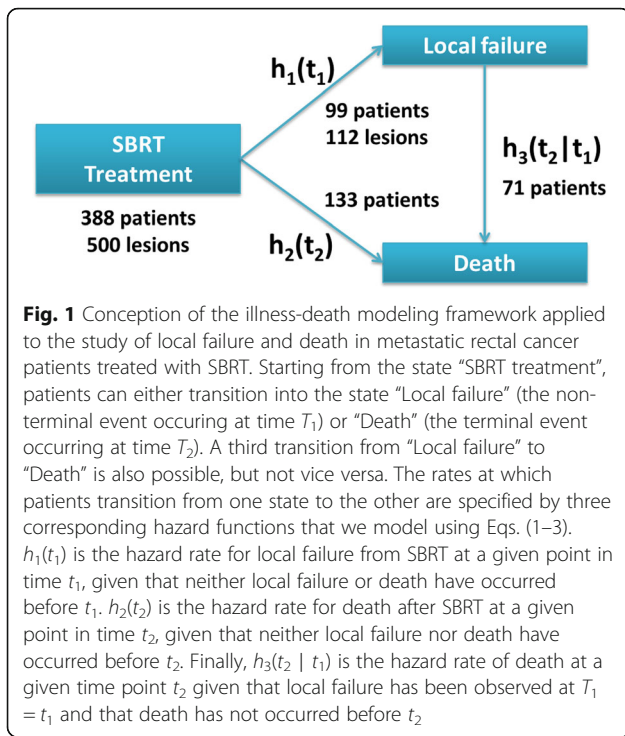 Local failure
h₁(t₁)
99 patients
112 lesions
h₃(t₂|t₁)
71 patients
SBRT
Treatment
388 patients
500 lesions
133 patients
h₂(t₂)
Death
Fig. 1 Conception of the illness-death modeling framework applied
to the study of local failure and death in metastatic rectal cancer
patients treated with SBRT. Starting from the state “SBRT treatment”,
patients can either transition into the state “Local failure” (the non-
terminal event occuring at time T₁) or “Death” (the terminal event
occurring at time T₂). A third transition from “Local failure” to
“Death” is also possible, but not vice versa. The rates at which
patients transition from one state to the other are specified by three
corresponding hazard functions that we model using Eqs. (1–3).
h₁(t₁) is the hazard rate for local failure from SBRT at a given point in
time t₁, given that neither local failure or death have occurred
before t₁. h₂(t₂) is the hazard rate for death after SBRT at a given
point in time t₂, given that neither local failure nor death have
occurred before t₂. Finally, h₃(t₂ | t₁) is the hazard rate of death at a
given time point t₂ given that local failure has been observed at T₁
= t₁ and that death has not occurred before t₂